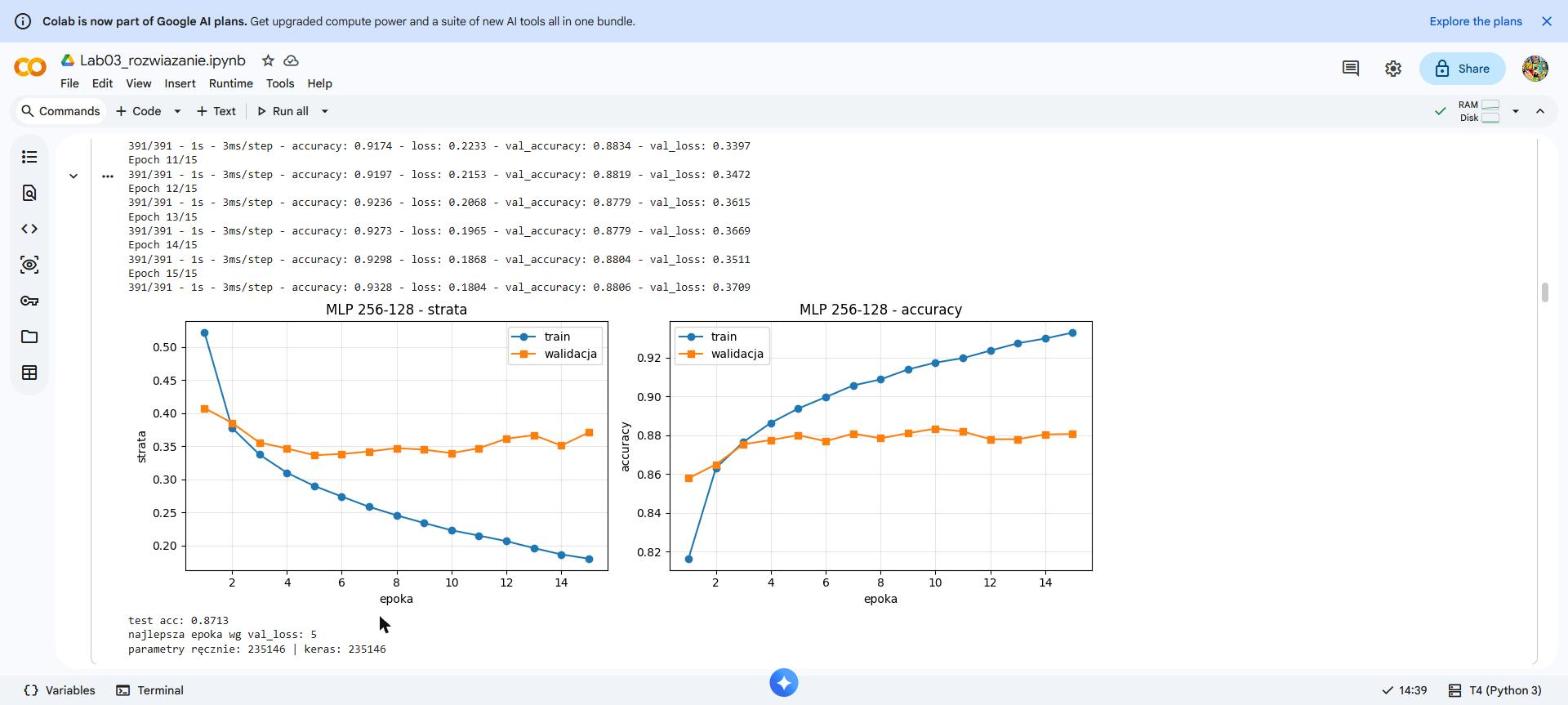 Colab is now part of Google AI plans. Get upgraded compute power and a suite of new AI tools all in one bundle.
Explore the plans
Lab03_rozwiazanie.ipynb
File Edit View Insert Runtime Tools Help
Share
Commands + Code + Text Run all
RAM
Disk
391/391 - 1s - 3ms/step - accuracy: 0.9174 - loss: 0.2233 - val_accuracy: 0.8834 - val_loss: 0.3397
Epoch 11/15
391/391 - 1s - 3ms/step - accuracy: 0.9197 - loss: 0.2153 - val_accuracy: 0.8819 - val_loss: 0.3472
Epoch 12/15
391/391 - 1s - 3ms/step - accuracy: 0.9236 - loss: 0.2068 - val_accuracy: 0.8779 - val_loss: 0.3615
Epoch 13/15
391/391 - 1s - 3ms/step - accuracy: 0.9273 - loss: 0.1965 - val_accuracy: 0.8779 - val_loss: 0.3669
Epoch 14/15
391/391 - 1s - 3ms/step - accuracy: 0.9298 - loss: 0.1868 - val_accuracy: 0.8804 - val_loss: 0.3511
Epoch 15/15
391/391 - 1s - 3ms/step - accuracy: 0.9328 - loss: 0.1804 - val_accuracy: 0.8806 - val_loss: 0.3709
MLP 256-128 - strata
train
walidacja
strata
0.50
0.45
0.40
0.35
0.30
0.25
0.20
2 4 6 8 10 12 14
epoka
MLP 256-128 - accuracy
train
walidacja
accuracy
0.92
0.90
0.88
0.86
0.84
0.82
2 4 6 8 10 12 14
epoka
test acc: 0.8713
najlepsza epoka wg val_loss: 5
parametry ręcznie: 235146 | keras: 235146
Variables Terminal
14:39 T4 (Python 3)